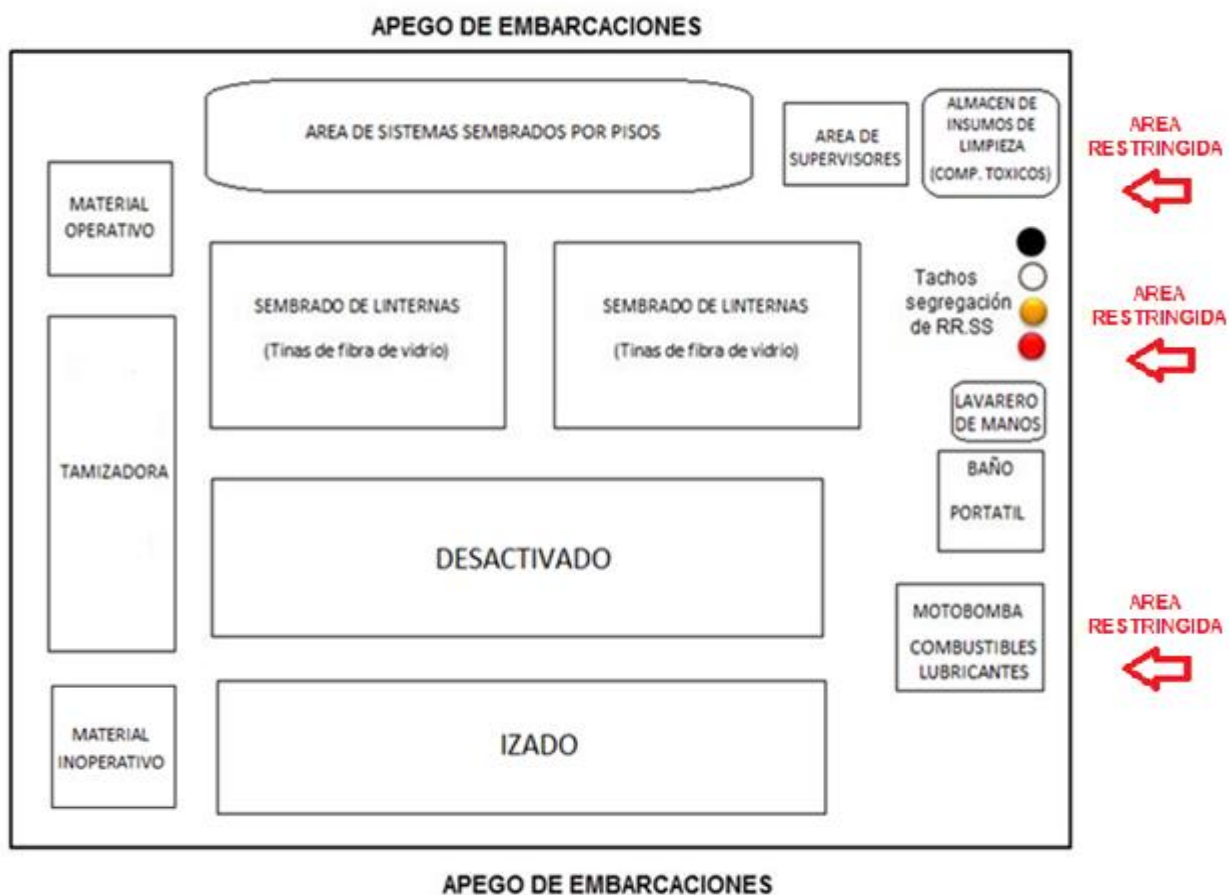 APEGO DE EMBARCACIONES
AREA DE SISTEMAS SEMBRADOS POR PISOS
AREA DE
SUPERVISORES
ALMACEN DE
INSUMOS DE
LIMPIEZA
(COMP. TOXICOS)
AREA
RESTRINGIDA
MATERIAL
OPERATIVO
SEMBRADO DE LINTERNAS
(Tinas de fibra de vidrio)
SEMBRADO DE LINTERNAS
(Tinas de fibra de vidrio)
Tachos
segregación
de RR.SS
AREA
RESTRINGIDA
LAVARERO
DE MANOS
TAMIZADORA
BAÑO
PORTATIL
DESACTIVADO
MOTOBOMBA
COMBUSTIBLES
LUBRICANTES
AREA
RESTRINGIDA
MATERIAL
INOPERATIVO
IZADO
APEGO DE EMBARCACIONES